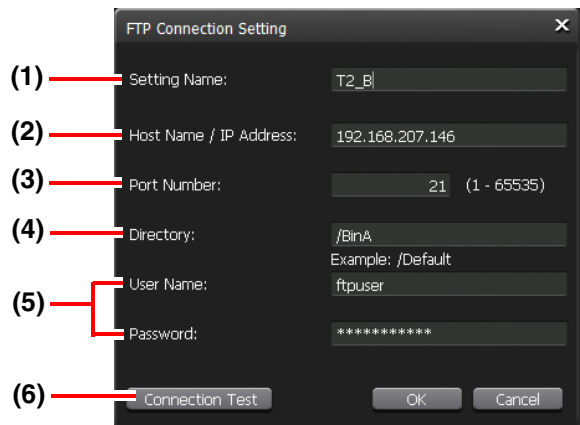 FTP Connection Setting ×
(1) Setting Name: T2_B
(2) Host Name / IP Address: 192.168.207.146
(3) Port Number: 21 (1 - 65535)
(4) Directory: /BinA
Example: /Default
(5) User Name: ftpuser
Password: ***********
(6) Connection Test OK Cancel